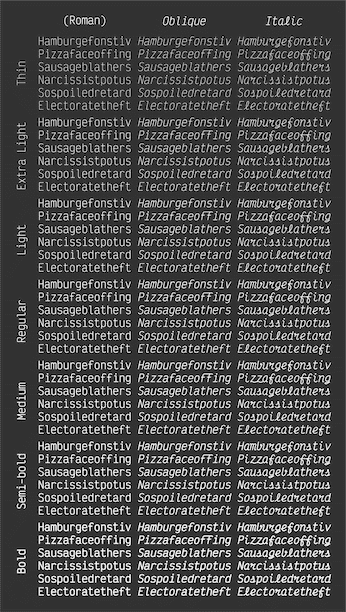 (Roman) Oblique Italic
Thin
Hamburgefonstiv Hamburgefonstiv Hamburgefonstiv
Pizzafaceoffing Pizzafaceoffing Pizzafaceoffing
Sausageblathers Sausageblathers Sausageblathers
Narcissistpotus Narcissistpotus Narcissistpotus
Sospoiledretard Sospoiledretard Sospoiledretard
Electoratetheft Electoratetheft Electoratetheft
Extra Light
Hamburgefonstiv Hamburgefonstiv Hamburgefonstiv
Pizzafaceoffing Pizzafaceoffing Pizzafaceoffing
Sausageblathers Sausageblathers Sausageblathers
Narcissistpotus Narcissistpotus Narcissistpotus
Sospoiledretard Sospoiledretard Sospoiledretard
Electoratetheft Electoratetheft Electoratetheft
Light
Hamburgefonstiv Hamburgefonstiv Hamburgefonstiv
Pizzafaceoffing Pizzafaceoffing Pizzafaceoffing
Sausageblathers Sausageblathers Sausageblathers
Narcissistpotus Narcissistpotus Narcissistpotus
Sospoiledretard Sospoiledretard Sospoiledretard
Electoratetheft Electoratetheft Electoratetheft
Regular
Hamburgefonstiv Hamburgefonstiv Hamburgefonstiv
Pizzafaceoffing Pizzafaceoffing Pizzafaceoffing
Sausageblathers Sausageblathers Sausageblathers
Narcissistpotus Narcissistpotus Narcissistpotus
Sospoiledretard Sospoiledretard Sospoiledretard
Electoratetheft Electoratetheft Electoratetheft
Medium
Hamburgefonstiv Hamburgefonstiv Hamburgefonstiv
Pizzafaceoffing Pizzafaceoffing Pizzafaceoffing
Sausageblathers Sausageblathers Sausageblathers
Narcissistpotus Narcissistpotus Narcissistpotus
Sospoiledretard Sospoiledretard Sospoiledretard
Electoratetheft Electoratetheft Electoratetheft
Semi-bold
Hamburgefonstiv Hamburgefonstiv Hamburgefonstiv
Pizzafaceoffing Pizzafaceoffing Pizzafaceoffing
Sausageblathers Sausageblathers Sausageblathers
Narcissistpotus Narcissistpotus Narcissistpotus
Sospoiledretard Sospoiledretard Sospoiledretard
Electoratetheft Electoratetheft Electoratetheft
Bold
Hamburgefonstiv Hamburgefonstiv Hamburgefonstiv
Pizzafaceoffing Pizzafaceoffing Pizzafaceoffing
Sausageblathers Sausageblathers Sausageblathers
Narcissistpotus Narcissistpotus Narcissistpotus
Sospoiledretard Sospoiledretard Sospoiledretard
Electoratetheft Electoratetheft Electoratetheft